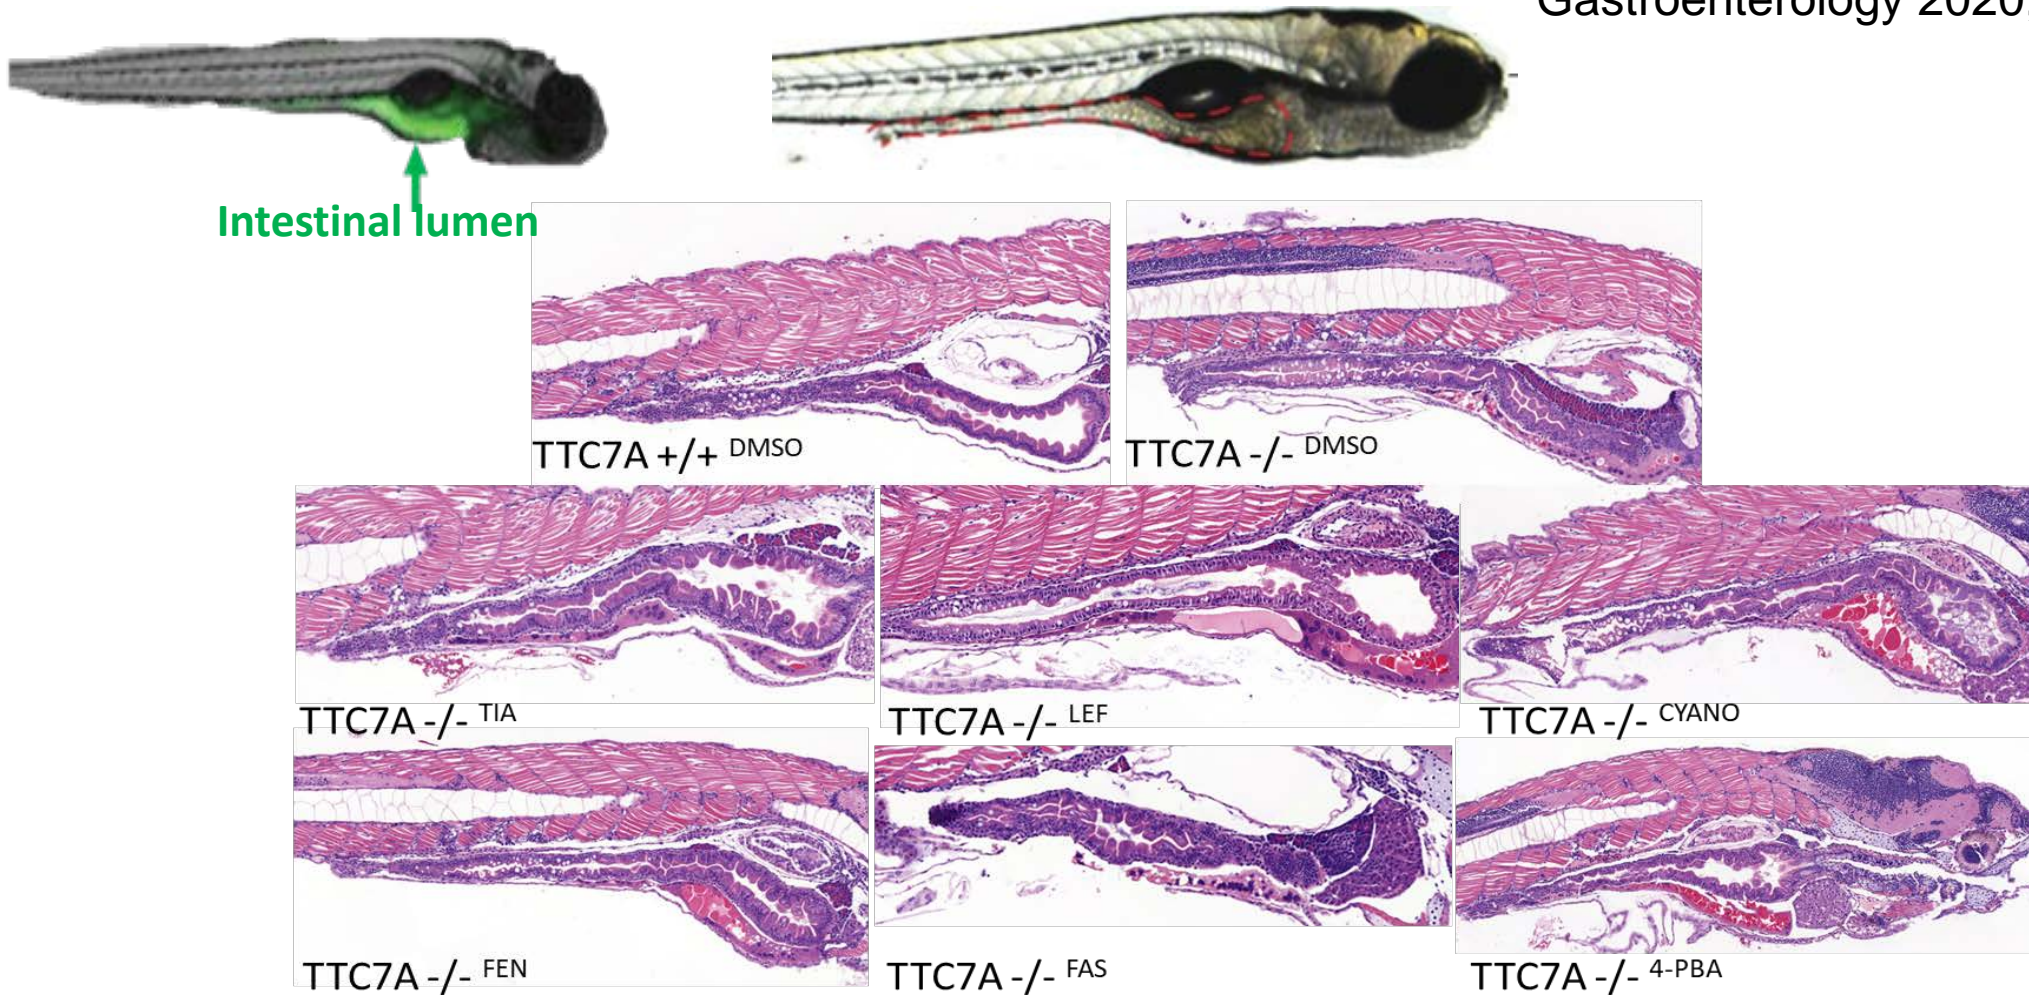 Gastroenterology 2020.
Intestinal lumen
TTC7A +/+ DMSO
TTC7A -/- DMSO
TTC7A -/- TIA
TTC7A -/- LEF
TTC7A -/- CYANO
TTC7A -/- FEN
TTC7A -/- FAS
TTC7A -/- 4-PBA